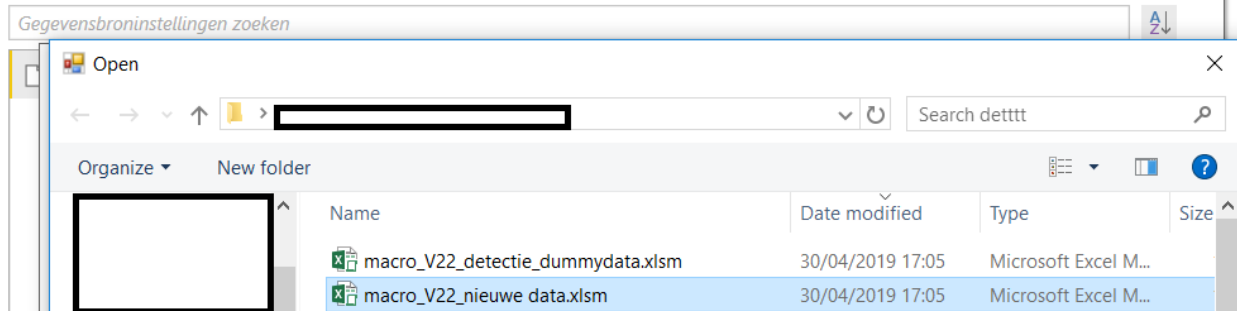 Gegevensbroninstellingen zoeken
Open
Search detttt
Organize New folder
Name Date modified Type Size
macro_V22_detectie_dummydata.xlsm 30/04/2019 17:05 Microsoft Excel M...
macro_V22_nieuwe data.xlsm 30/04/2019 17:05 Microsoft Excel M...